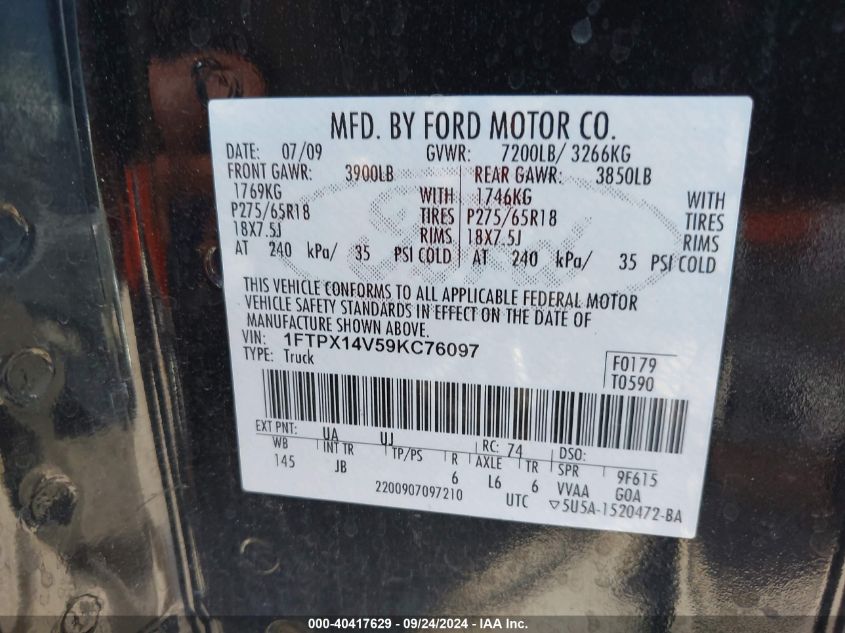 MFD. BY FORD MOTOR CO.
DATE: 07/09 GVWR: 7200LB/ 3266KG
FRONT GAWR: 3900LB REAR GAWR: 3850LB
1769KG WITH 1746KG WITH
P275/65R18 TIRES P275/65R18 TIRES
18X7.5J RIMS 18X7.5J RIMS
AT 240 kPa/ 35 PSI COLD AT 240 kPa/ 35 PSI COLD
Ford
THIS VEHICLE CONFORMS TO ALL APPLICABLE FEDERAL MOTOR
VEHICLE SAFETY STANDARDS IN EFFECT ON THE DATE OF
MANUFACTURE SHOWN ABOVE.
VIN: 1FTPX14V59KC76097
TYPE: Truck
F0179
T0590
EXT PNT: UA UJ RC: 74 DSO:
WB INT TR TP/PS R AXLE TR SPR 9F615
145 JB 6 L6 6 VVAA GOA
2200907097210 UTC ▽5U5A-1520472-BA
000-40417629 - 09/24/2024 - IAA Inc.